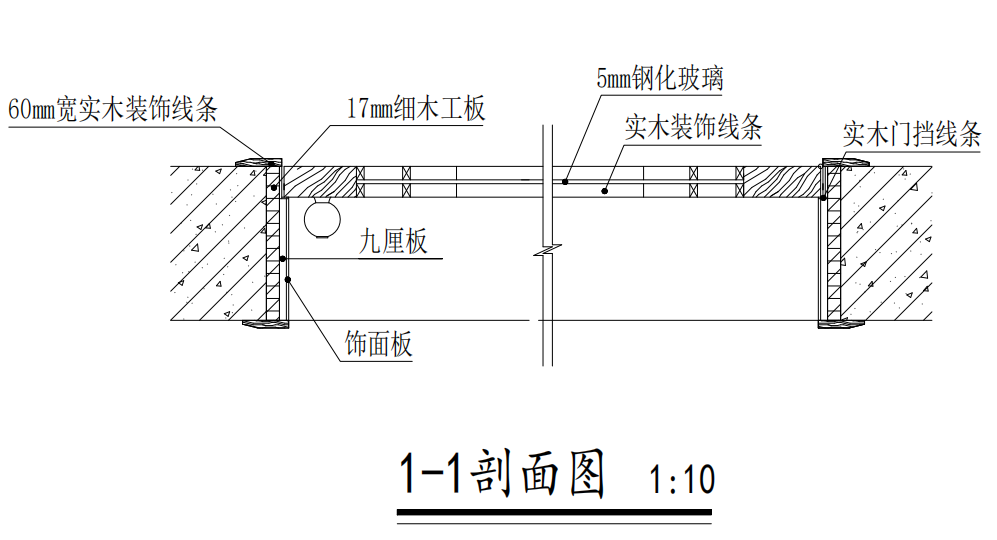 5mm钢化玻璃
60mm宽实木装饰线条
17mm细木工板
实木装饰线条
实木门挡线条
九厘板
饰面板
1-1剖面图 1:10